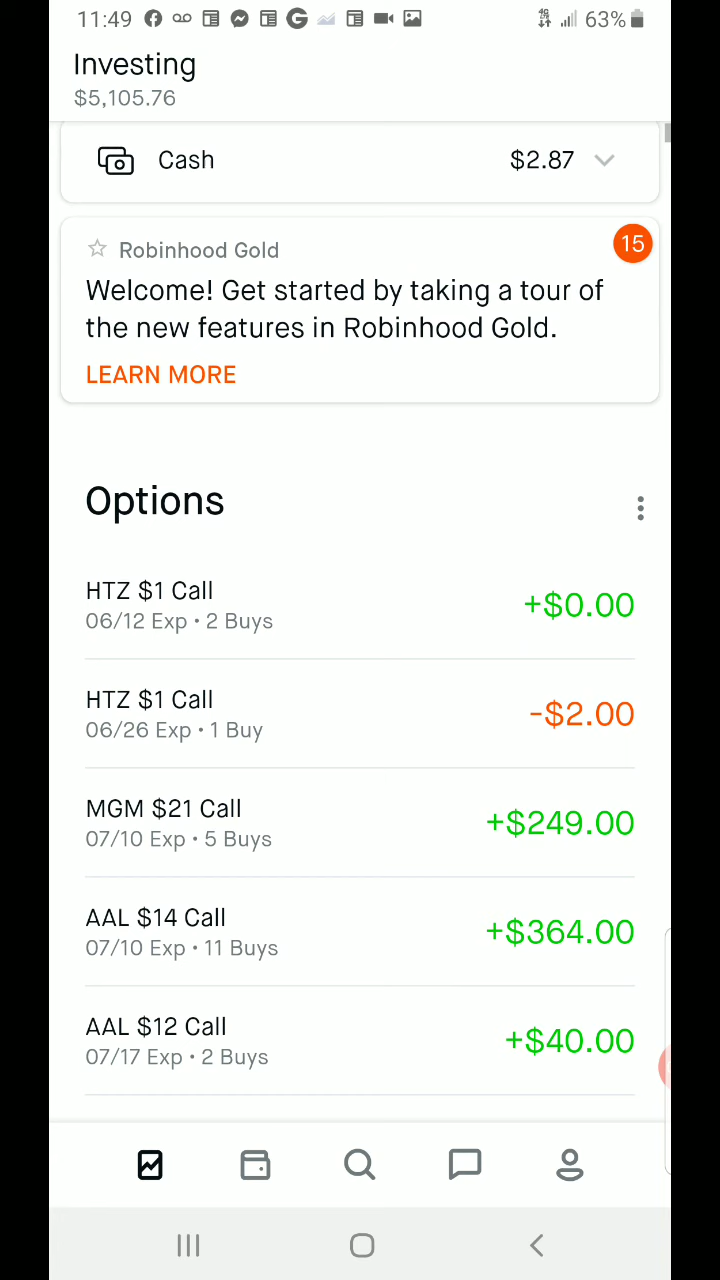 11:49 63%
Investing
$5,105.76
Cash $2.87
Robinhood Gold 15
Welcome! Get started by taking a tour of
the new features in Robinhood Gold.
LEARN MORE
Options
HTZ $1 Call
06/12 Exp • 2 Buys
+$0.00
HTZ $1 Call
06/26 Exp • 1 Buy
-$2.00
MGM $21 Call
07/10 Exp • 5 Buys
+$249.00
AAL $14 Call
07/10 Exp • 11 Buys
+$364.00
AAL $12 Call
07/17 Exp • 2 Buys
+$40.00